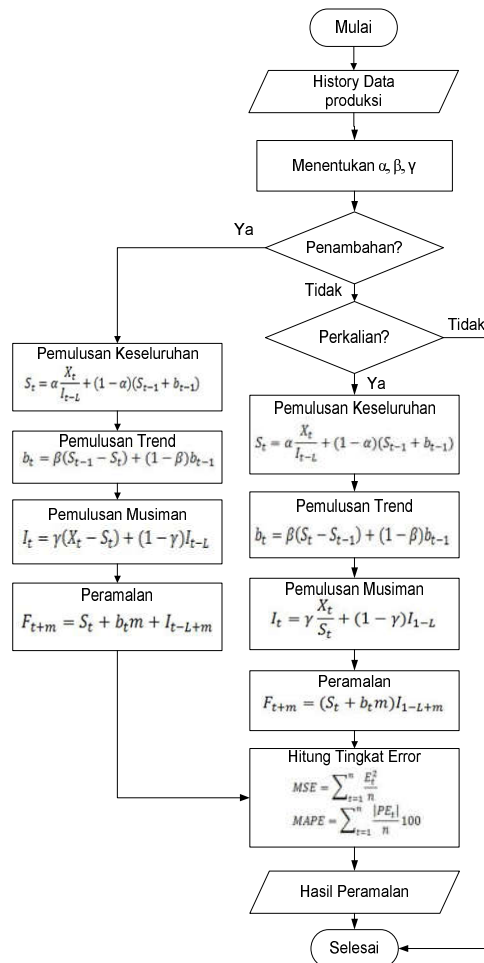 Mulai
History Data
produksi
Menentukan α, β, γ
Penambahan?
Ya
Tidak
Perkalian?
Tidak
Ya
Pemulusan Keseluruhan
S_t = α X_t / I_{t-L} + (1 − α)(S_{t-1} + b_{t-1})
Pemulusan Trend
b_t = β(S_{t-1} − S_t) + (1 − β)b_{t-1}
Pemulusan Musiman
I_t = γ(X_t − S_t) + (1 − γ)I_{t-L}
Peramalan
F_{t+m} = S_t + b_t m + I_{t-L+m}
Pemulusan Keseluruhan
S_t = α X_t / I_{t-L} + (1 − α)(S_{t-1} + b_{t-1})
Pemulusan Trend
b_t = β(S_t − S_{t-1}) + (1 − β)b_{t-1}
Pemulusan Musiman
I_t = γ X_t / S_t + (1 − γ)I_{1-L}
Peramalan
F_{t+m} = (S_t + b_t m)I_{1-L+m}
Hitung Tingkat Error
MSE = ∑_{t=1}^{n} E_t^2 / n
MAPE = ∑_{t=1}^{n} |PE_t| / n 100
Hasil Peramalan
Selesai